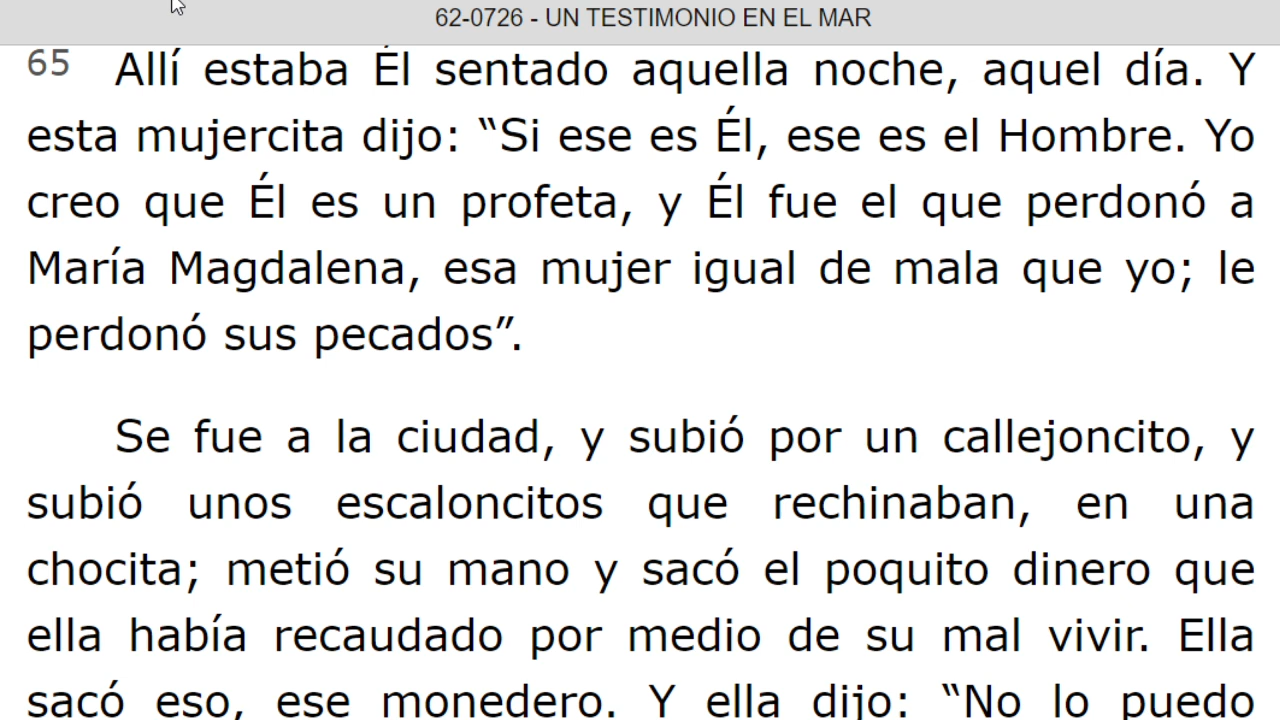 62-0726 - UN TESTIMONIO EN EL MAR
65 Allí estaba Él sentado aquella noche, aquel día. Y
esta mujercita dijo: “Si ese es Él, ese es el Hombre. Yo
creo que Él es un profeta, y Él fue el que perdonó a
María Magdalena, esa mujer igual de mala que yo; le
perdonó sus pecados”.
Se fue a la ciudad, y subió por un callejoncito, y
subió unos escaloncitos que rechinaban, en una
chocita; metió su mano y sacó el poquito dinero que
ella había recaudado por medio de su mal vivir. Ella
sacó eso, ese monedero. Y ella dijo: “No lo puedo